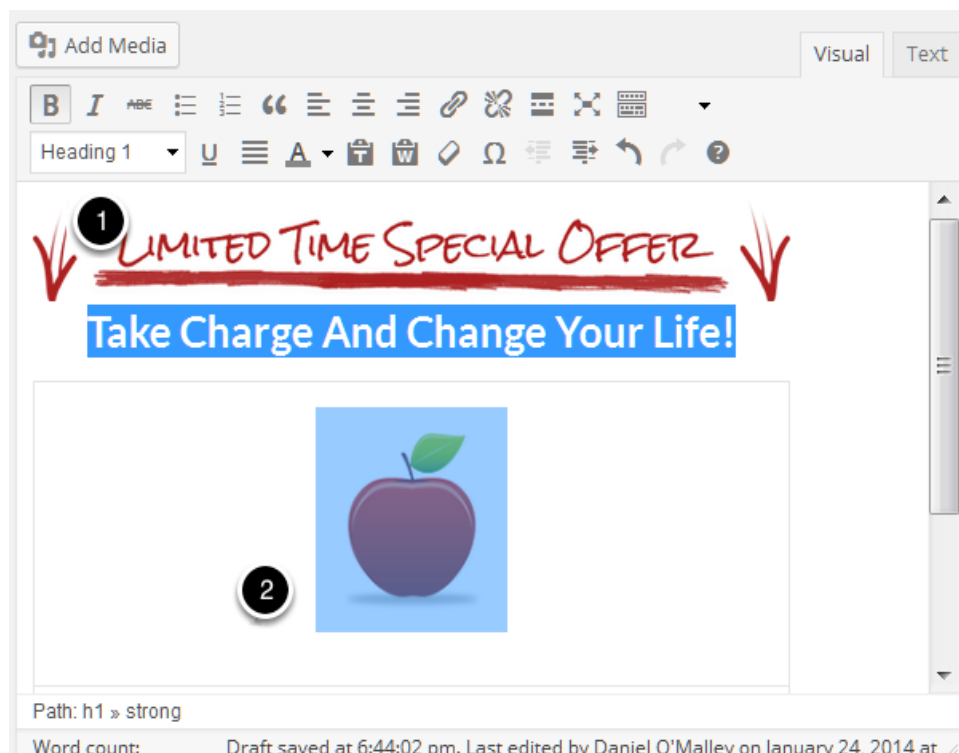 Add Media
Visual Text
B I ABC
Heading 1 U A T W Ω ?
1
LIMITED TIME SPECIAL OFFER
Take Charge And Change Your Life!
2
Path: h1 » strong
Word count: Draft saved at 6:44:02 pm. Last edited by Daniel O'Malley on January 24, 2014 at